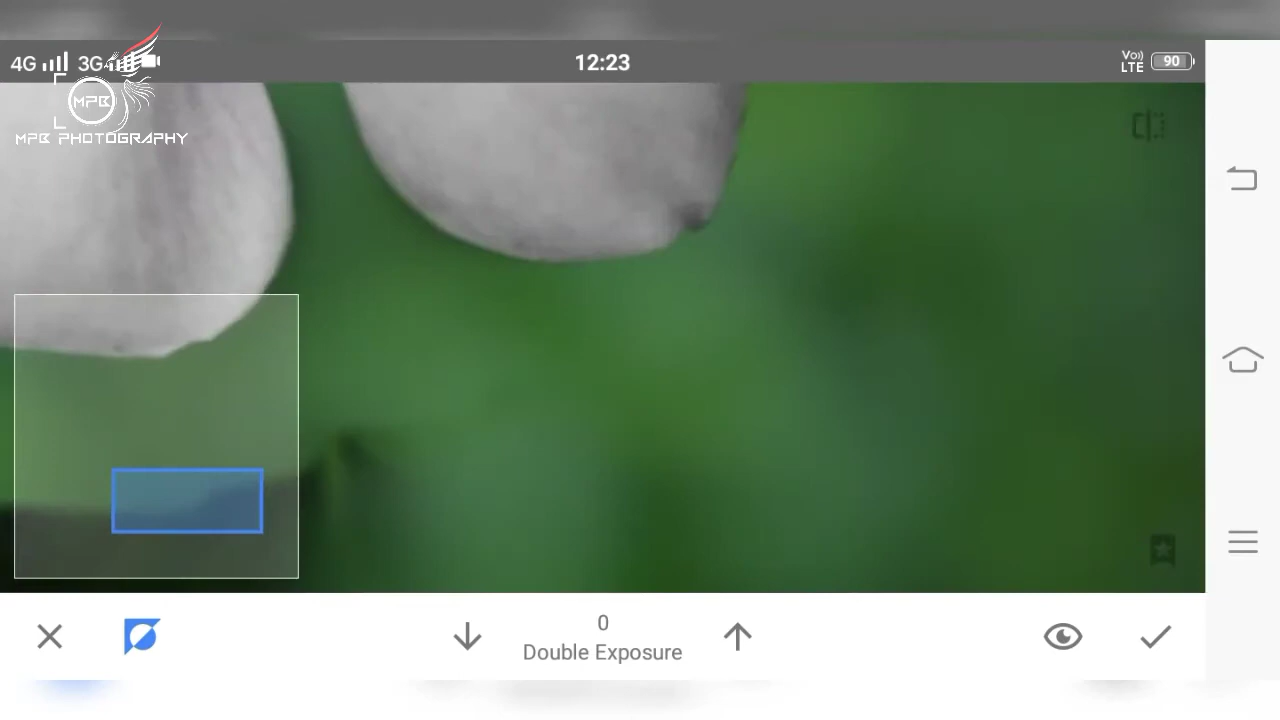 4G 3G 12:23 Vo)) LTE 90
MPB
MPB PHOTOGRAPHY
0
Double Exposure